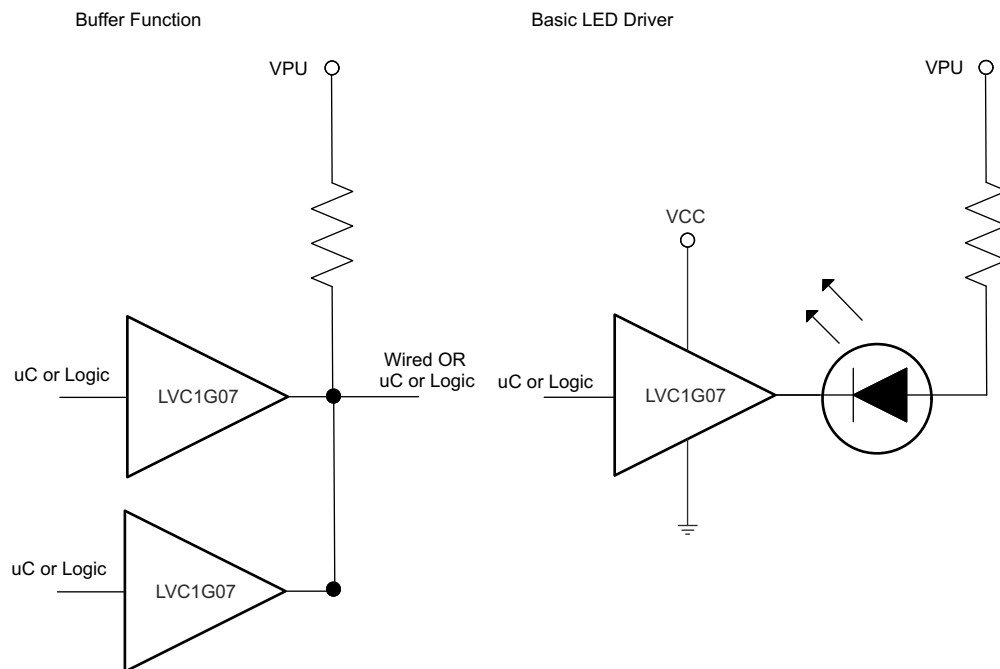 Buffer Function
Basic LED Driver
VPU
VPU
VCC
uC or Logic
LVC1G07
Wired OR
uC or Logic
uC or Logic
LVC1G07
uC or Logic
LVC1G07